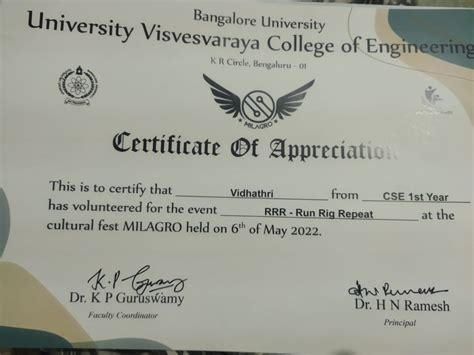 Bangalore University
University Visvesvaraya College of Engineering
K R Circle, Bengaluru - 01
MILAGRO
Certificate Of Appreciation
This is to certify that Vidhathri from CSE 1st Year
has volunteered for the event RRR - Run Rig Repeat at the
cultural fest MILAGRO held on 6th of May 2022.
K.P
Dr. K P Guruswamy
Faculty Coordinator
Dr. H N Ramesh
Principal